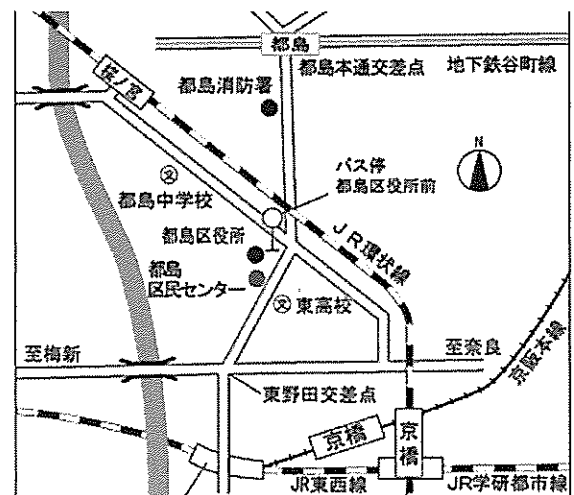 都島
都島本通交差点
地下鉄谷町線
桜ノ宮
都島消防署
N
バス停
都島区役所前
文
都島中学校
JR環状線
都島区役所
都島
区民センター
文
東高校
至梅新
至奈良
京阪本線
東野田交差点
京橋
京橋
JR東西線
JR学研都市線